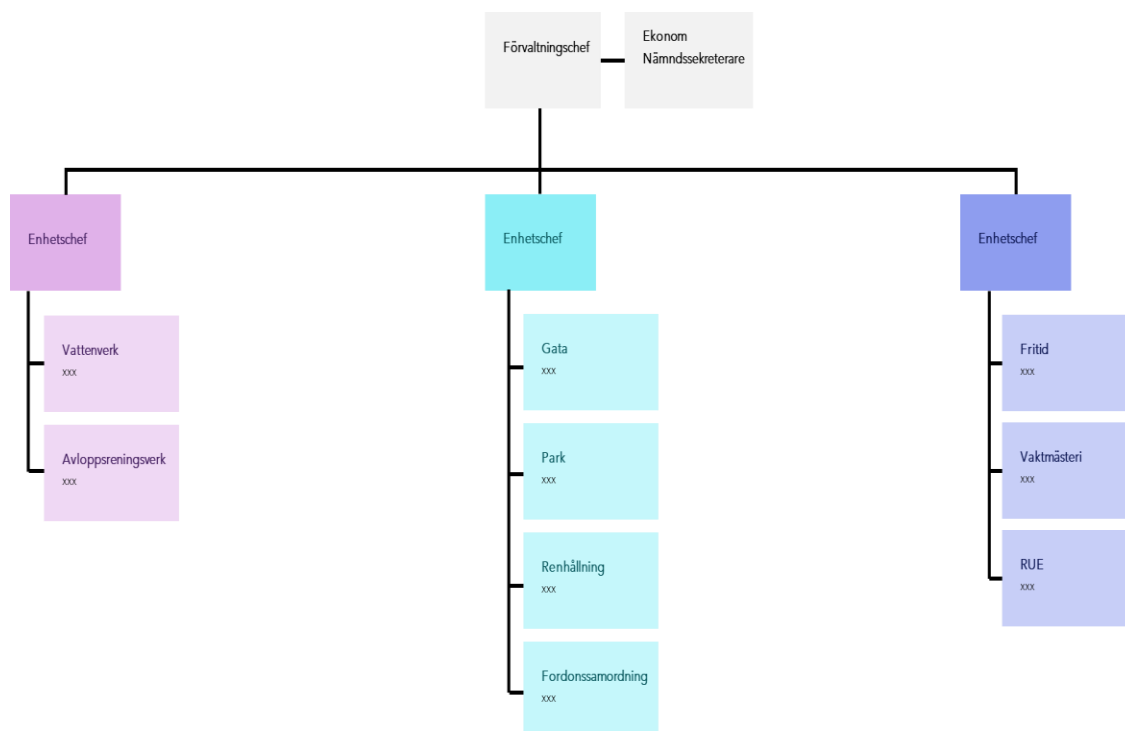 Förvaltningschef
Ekonom
Nämndssekreterare
Enhetschef
Vattenverk
xxx
Avloppsreningsverk
xxx
Enhetschef
Gata
xxx
Park
xxx
Renhållning
xxx
Fordonssamordning
xxx
Enhetschef
Fritid
xxx
Vaktmästeri
xxx
RUE
xxx